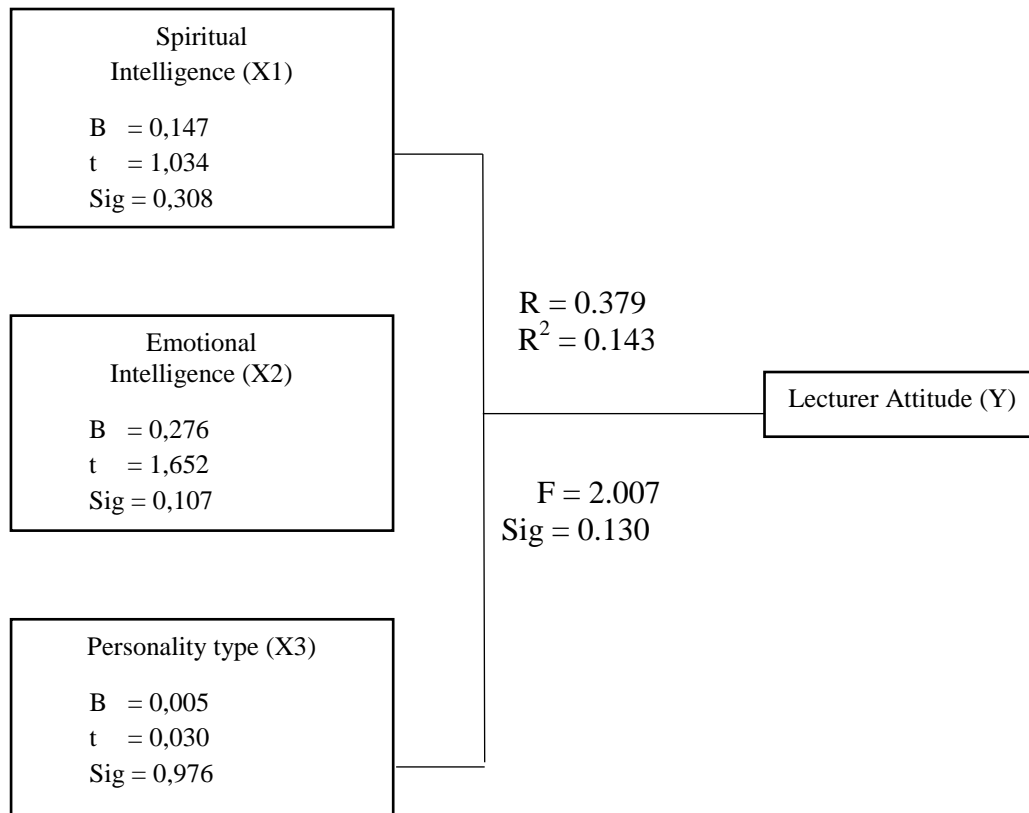 Spiritual
Intelligence (X1)
B = 0,147
t = 1,034
Sig = 0,308
R = 0.379
R² = 0.143
Emotional
Intelligence (X2)
B = 0,276
t = 1,652
Sig = 0,107
Lecturer Attitude (Y)
F = 2.007
Sig = 0.130
Personality type (X3)
B = 0,005
t = 0,030
Sig = 0,976